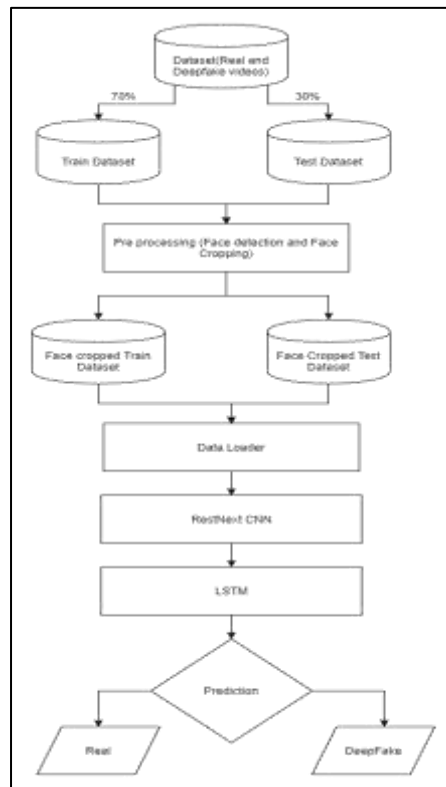 Dataset(Real and
Deepfake videos)
70%
30%
Train Dataset
Test Dataset
Pre processing (Face detection and Face
Cropping)
Face cropped Train
Dataset
Face Cropped Test
Dataset
Data Loader
RestNext CNN
LSTM
Prediction
Real
DeepFake